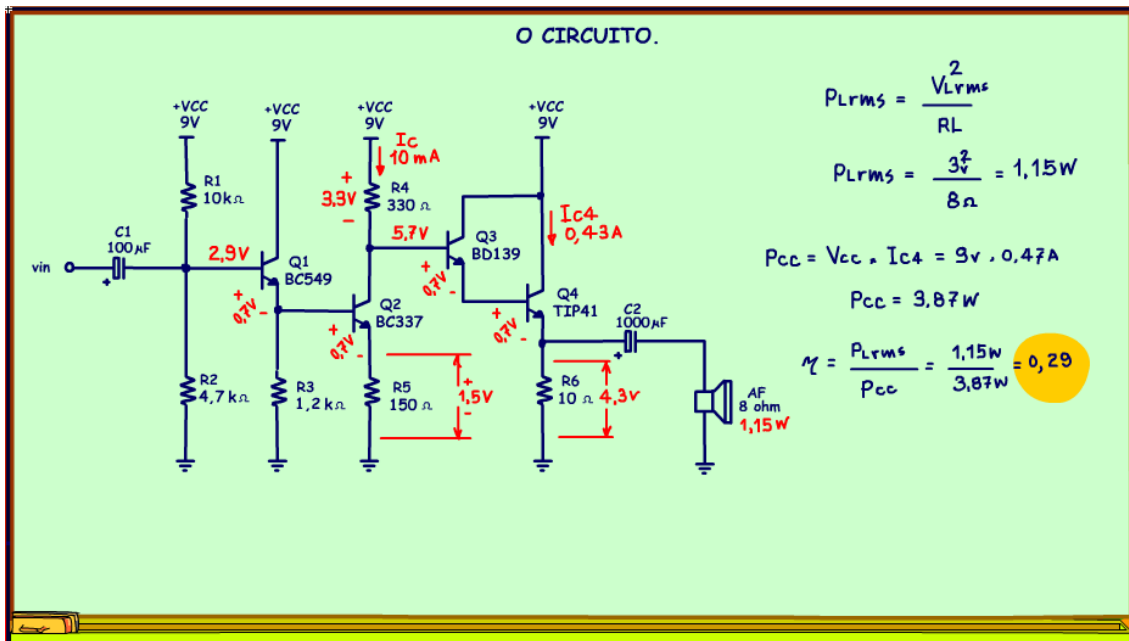 O CIRCUITO.
+VCC
9V
+VCC
9V
+VCC
9V
+VCC
9V
Ic
10mA
R1
10kΩ
+
3.3V
-
R4
330 Ω
Ic4
0,43A
C1
100µF
vin
+
2,9V
Q1
BC549
5,7V
Q3
BD139
+
0,7V
-
Q2
BC337
+
0,7V
-
+
0,7V
-
Q4
TIP41
+
0,7V
-
C2
1000µF
+
R2
4,7kΩ
R3
1,2kΩ
R5
150 Ω
+
1,5V
-
R6
10 Ω
4,3V
AF
8 ohm
1,15W
PLrms = VLrms² / RL
PLrms = 3v² / 8Ω = 1,15W
Pcc = Vcc . Ic4 = 9v . 0,47A
Pcc = 3,87W
η = PLrms / Pcc = 1,15W / 3,87W = 0,29